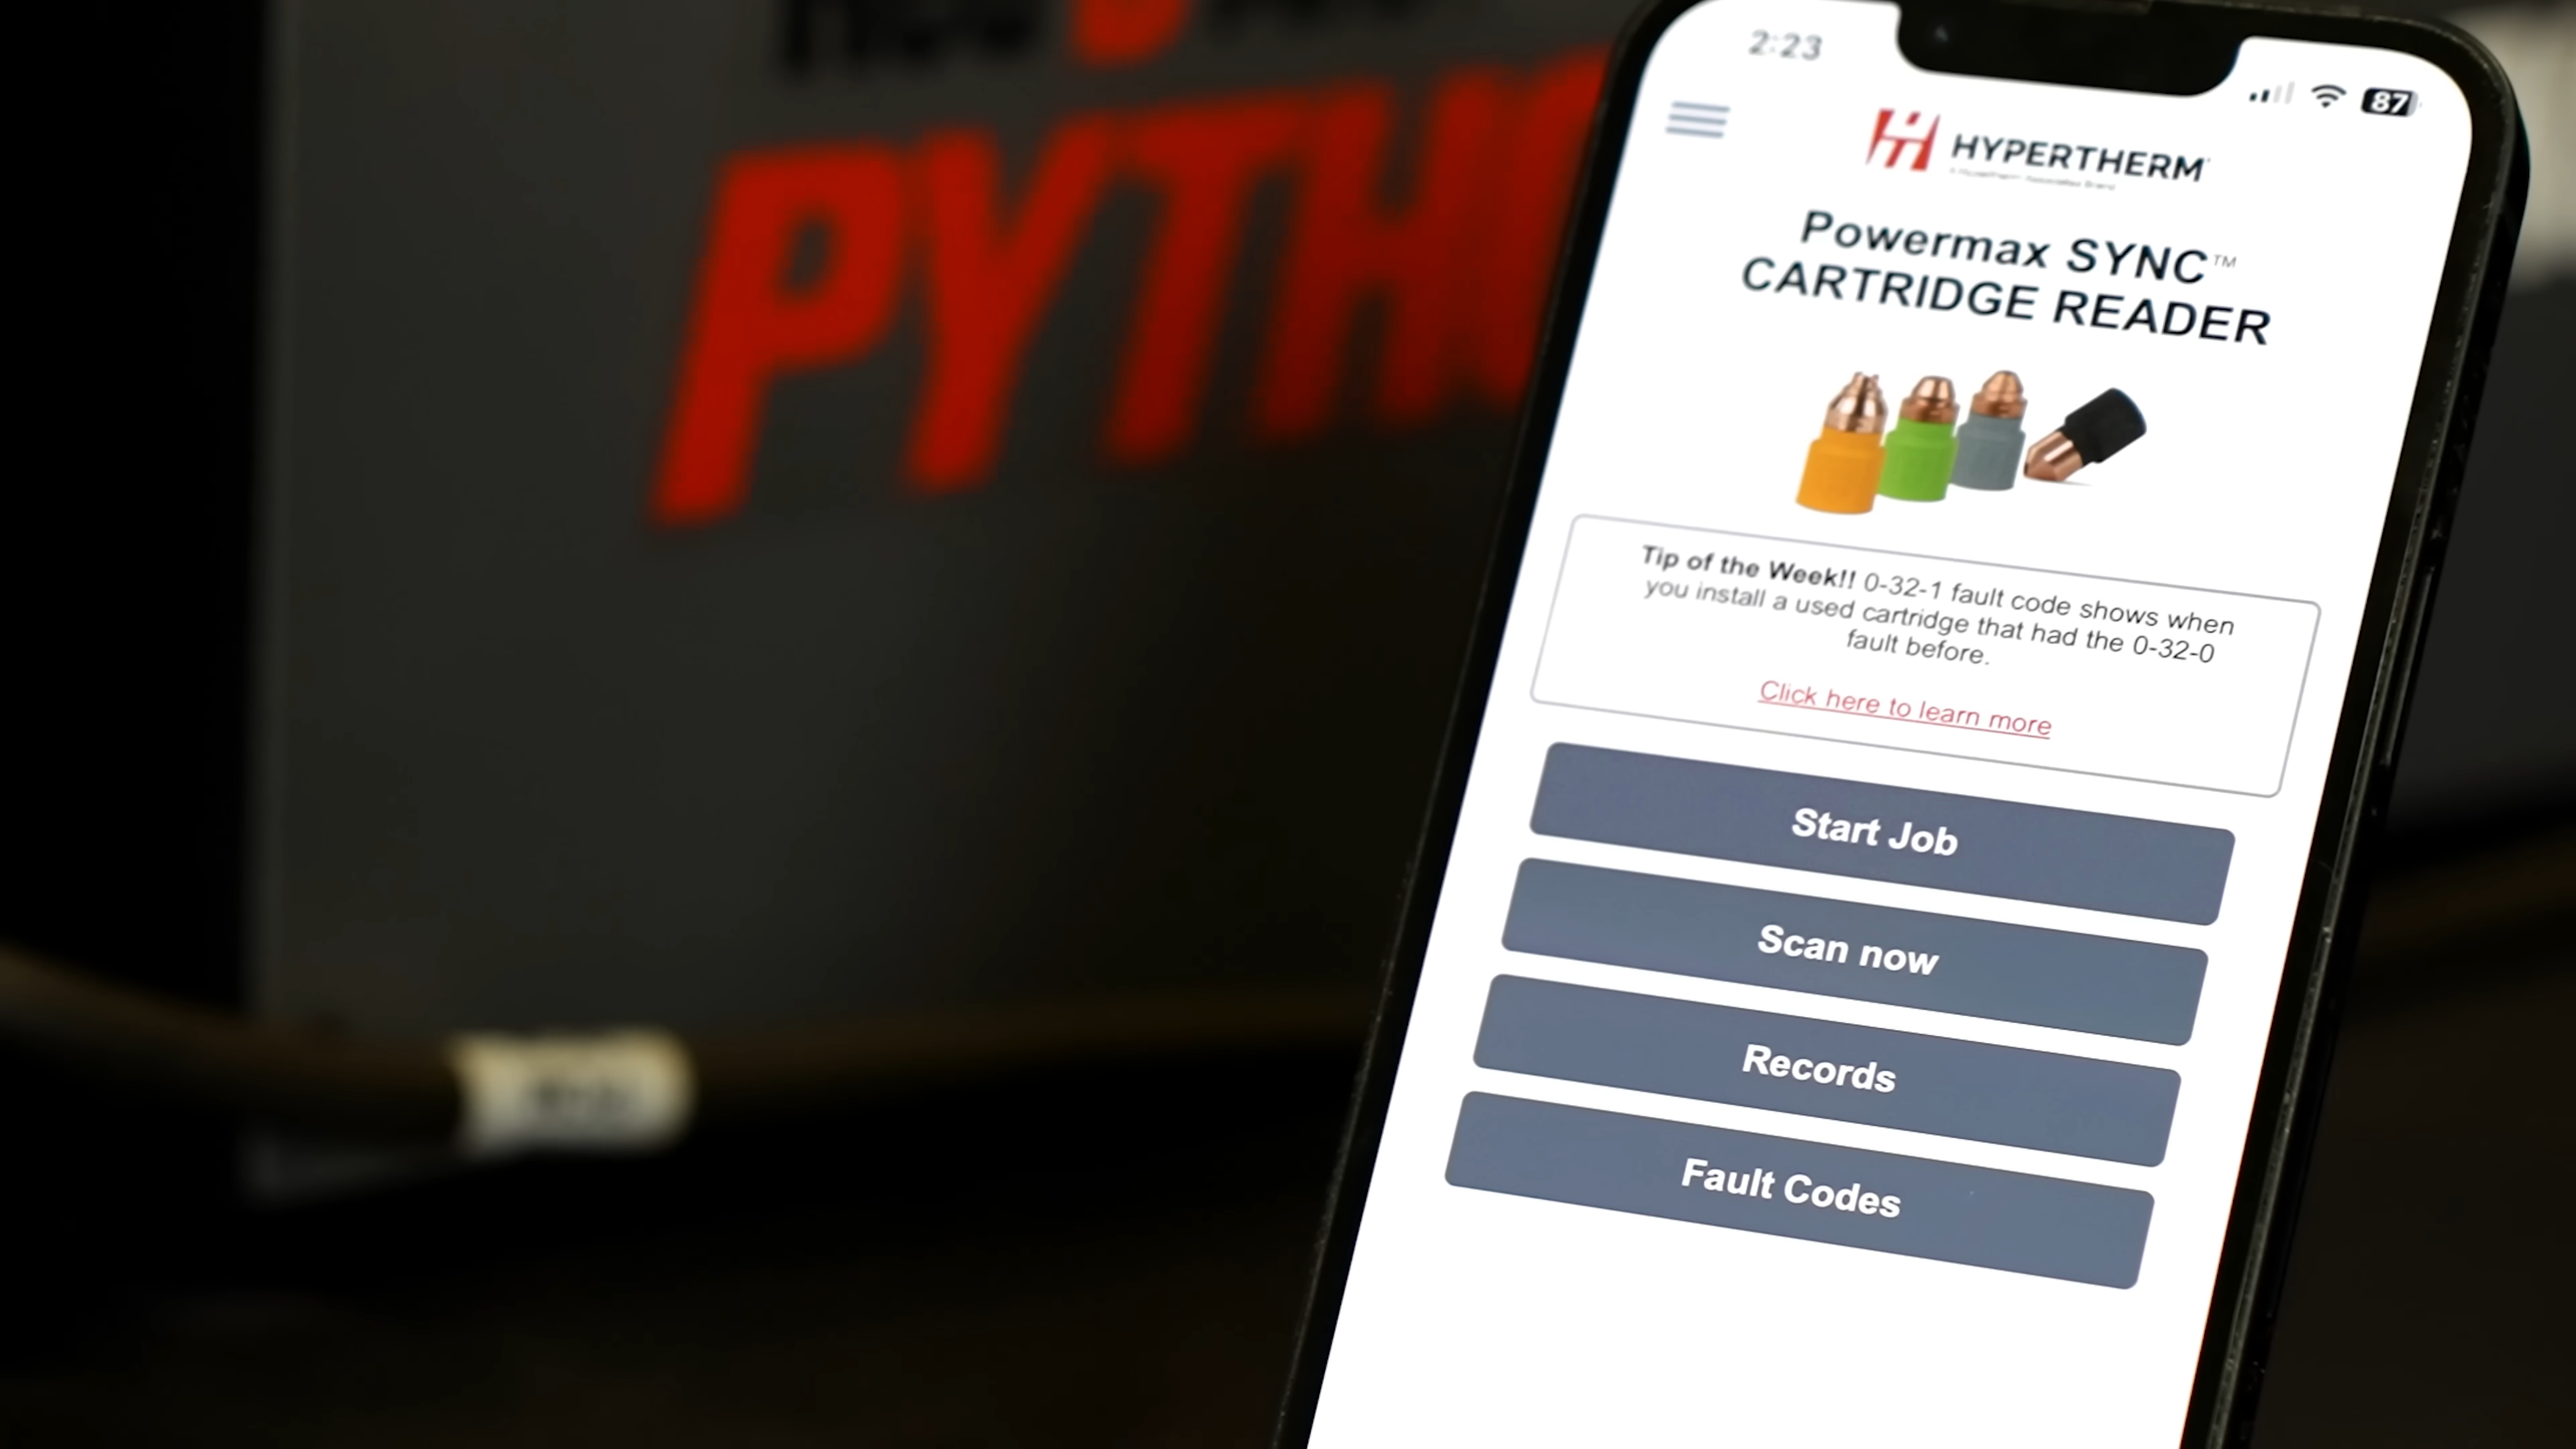 PYTHO
2:23
87
HYPERTHERM
Powermax SYNC™
CARTRIDGE READER
Tip of the Week!! 0-32-1 fault code shows when
you install a used cartridge that had the 0-32-0
fault before.
Click here to learn more
Start Job
Scan now
Records
Fault Codes